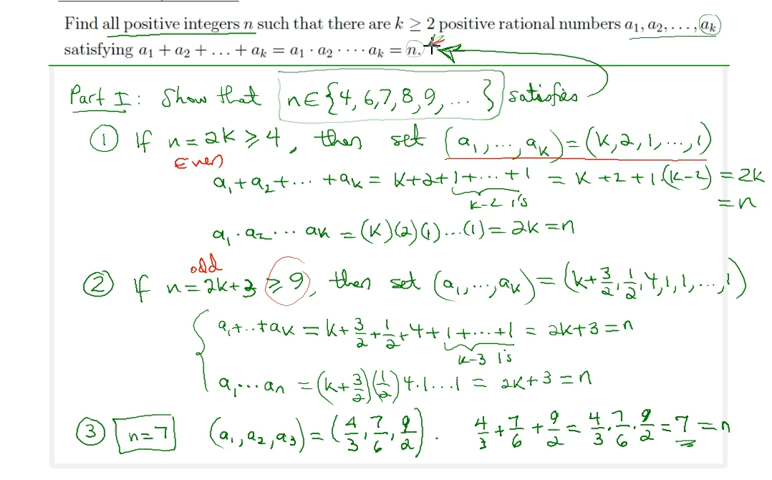 Find all positive integers n such that there are k ≥ 2 positive rational numbers a₁, a₂, . . . , aₖ
satisfying a₁ + a₂ + . . . + aₖ = a₁ · a₂ · · · · aₖ = n.
Part I: Show that n∈{4,6,7,8,9,...} satisfies
① If n=2k≥4, then set (a₁,...,aₖ)=(k,2,1,...,1)
Even
a₁+a₂+...+aₖ = k+2+1+...+1 = k+2+1·(k-2) = 2k
k-2 1's
=n
a₁·a₂...aₖ = (k)(2)(1)...(1) = 2k = n
odd
② If n=2k+3≥9, then set (a₁,...,aₖ)=(k+3/2, 1/2, 4, 1, 1, ..., 1)
a₁+..+aₖ = k+3/2+1/2+4+1+...+1 = 2k+3 = n
k-3 1's
a₁...aₙ = (k+3/2)(1/2)4·1...1 = 2k+3 = n
③ n=7 (a₁,a₂,a₃)=(4/3, 7/6, 9/2). 4/3+7/6+9/2 = 4/3·7/6·9/2 = 7 = n